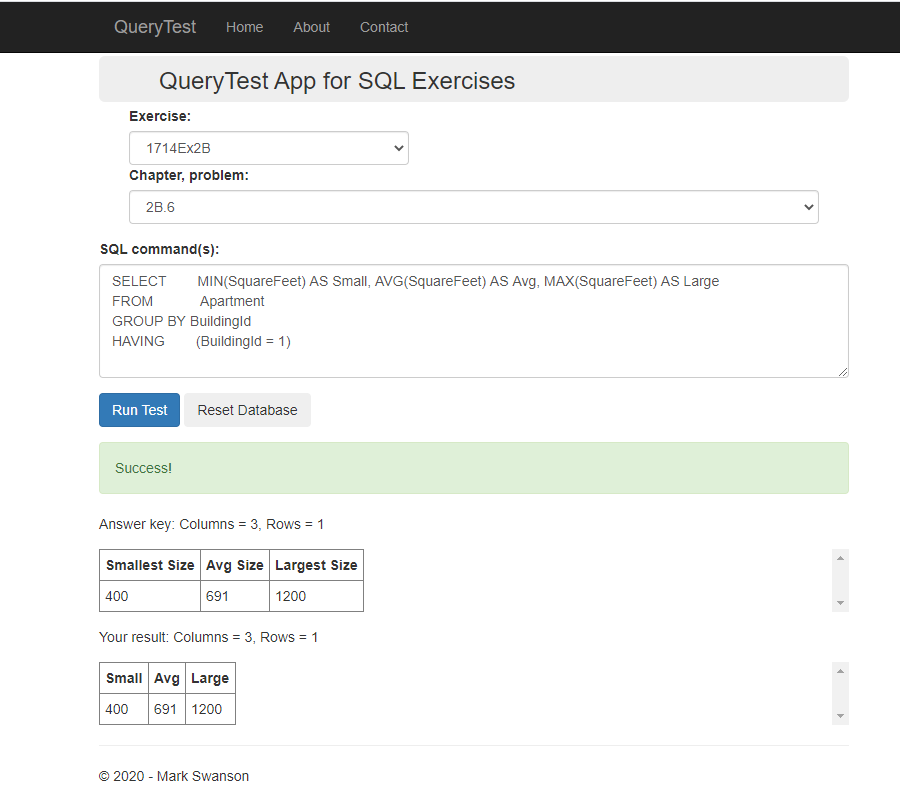 QueryTest Home About Contact
QueryTest App for SQL Exercises
Exercise:
1714Ex2B
Chapter, problem:
2B.6
SQL command(s):
SELECT MIN(SquareFeet) AS Small, AVG(SquareFeet) AS Avg, MAX(SquareFeet) AS Large
FROM Apartment
GROUP BY BuildingId
HAVING (BuildingId = 1)
Run Test Reset Database
Success!
Answer key: Columns = 3, Rows = 1
Smallest Size Avg Size Largest Size
400 691 1200
Your result: Columns = 3, Rows = 1
Small Avg Large
400 691 1200
© 2020 - Mark Swanson